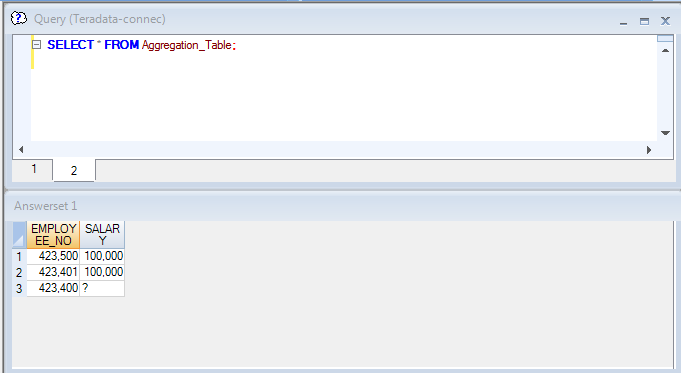 Query (Teradata-connec)
SELECT * FROM Aggregation_Table;
1 2
Answerset 1
EMPLOY SALAR
EE_NO Y
1 423,500 100,000
2 423,401 100,000
3 423,400 ?